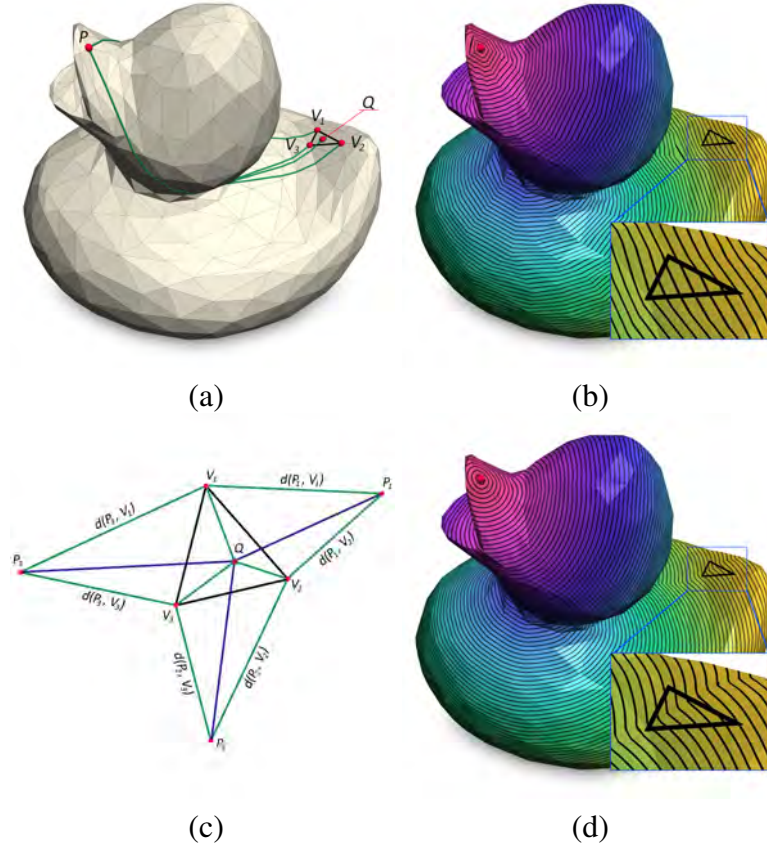 P
Q
V₁
V₃
V₂
(a)
(b)
V₁
d(P₁, V₁)
P₁
d(P₃, V₁)
Q
d(P₁, V₂)
P₃
V₂
d(P₃, V₃)
V₃
d(P₂, V₃)
d(P₂, V₂)
P₂
(c)
(d)